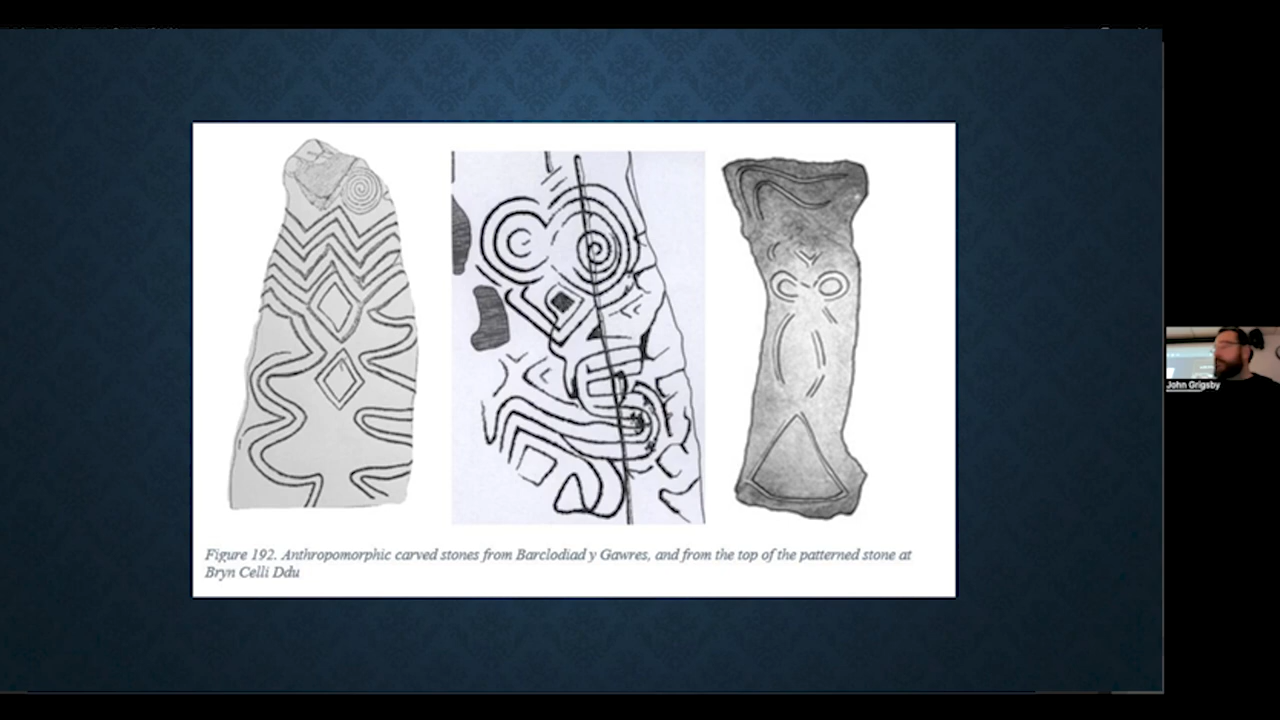 Figure 192. Anthropomorphic carved stones from Barclodiad y Gawres, and from the top of the patterned stone at
Bryn Celli Ddu
John Grigsby